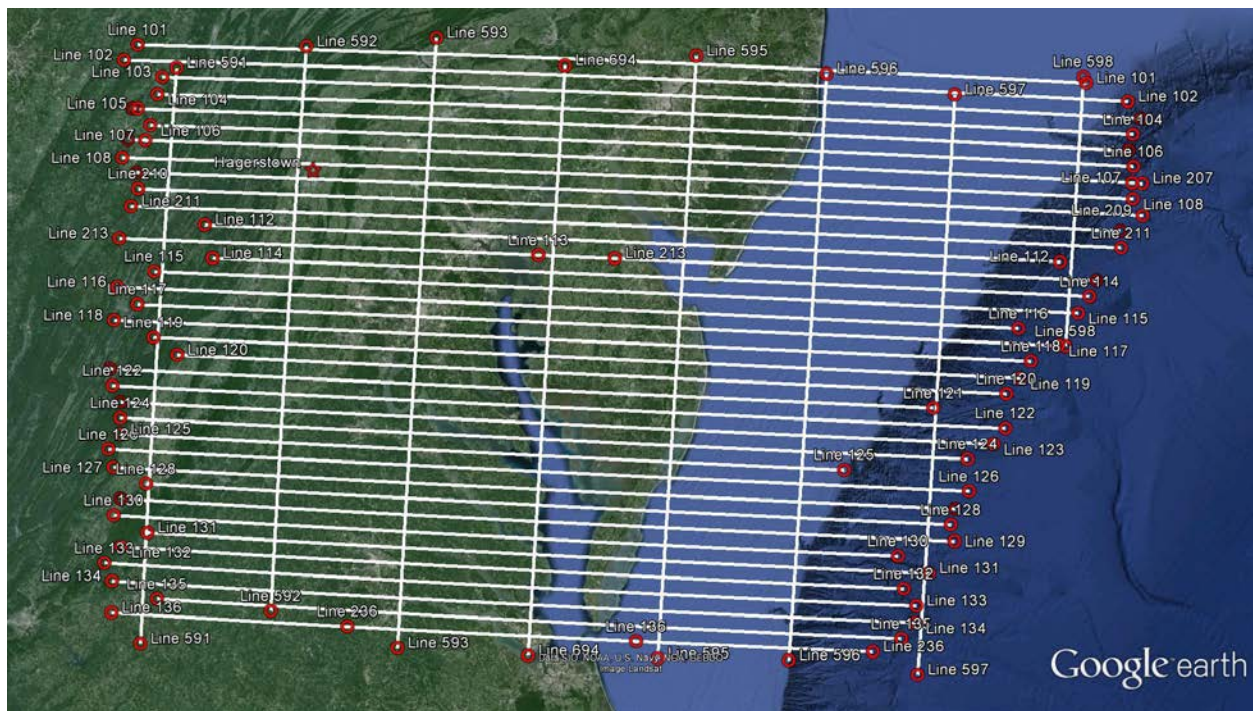 Line 101
Line 592
Line 593
Line 595
Line 102
Line 591
Line 694
Line 596
Line 598
Line 101
Line 103
Line 597
Line 102
Line 105
Line 104
Line 104
Line 107
Line 106
Line 106
Line 108
Hagerstown
Line 210
Line 107
Line 207
Line 211
Line 209
Line 108
Line 112
Line 211
Line 213
Line 113
Line 213
Line 112
Line 115
Line 114
Line 114
Line 116
Line 117
Line 116
Line 115
Line 118
Line 119
Line 598
Line 118
Line 117
Line 120
Line 122
Line 120
Line 119
Line 121
Line 124
Line 122
Line 125
Line 124
Line 123
Line 127
Line 128
Line 125
Line 126
Line 130
Line 128
Line 131
Line 130
Line 129
Line 133
Line 132
Line 131
Line 134
Line 132
Line 135
Line 133
Line 136
Line 592
Line 236
Line 135
Line 134
Line 591
Line 593
Line 136
Line 236
Line 694
Line 595
Line 596
Line 597
Data SIO, NOAA, U.S. Navy, NGA, GEBCO
Image Landsat
Google earth